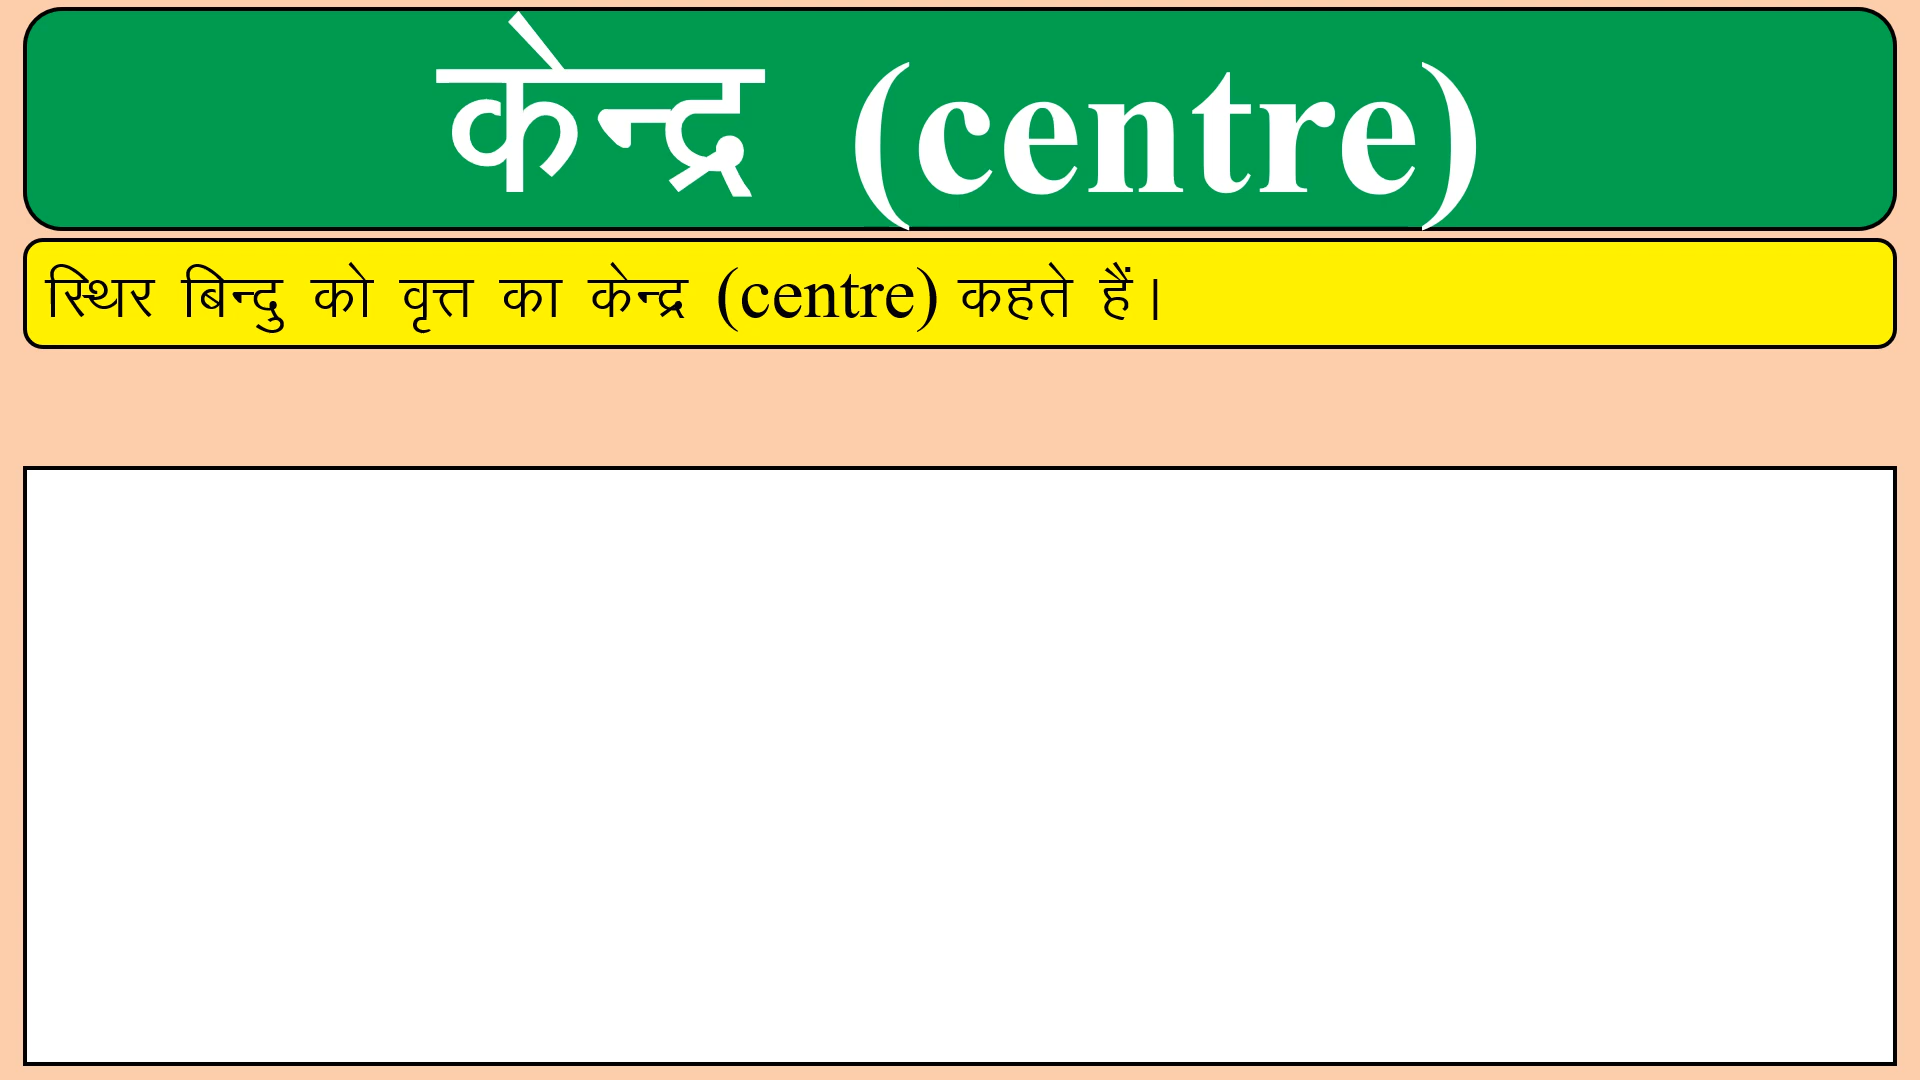 केन्द्र (centre)
स्थिर बिन्दु को वृत्त का केन्द्र (centre) कहते हैं।